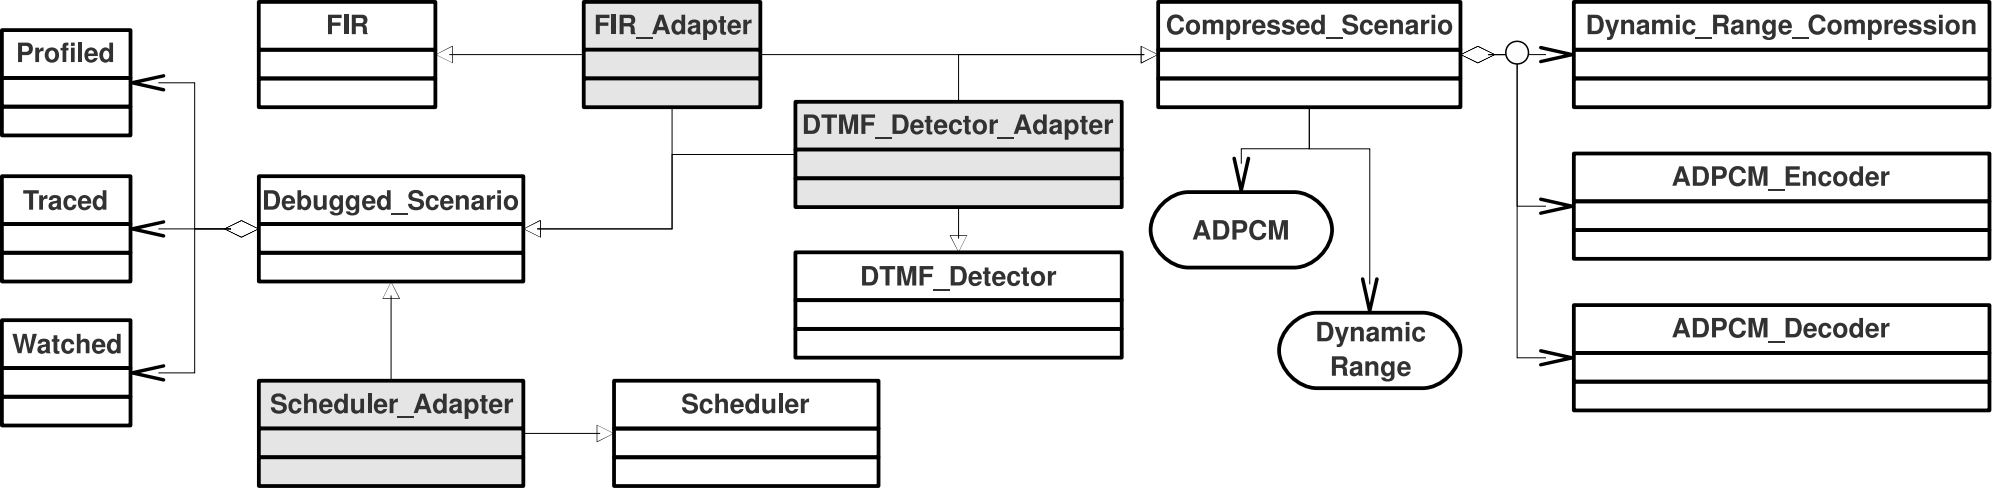 FIR
FIR_Adapter
Compressed_Scenario
Dynamic_Range_Compression
Profiled
DTMF_Detector_Adapter
ADPCM_Encoder
Traced
Debugged_Scenario
ADPCM
DTMF_Detector
Dynamic
Range
ADPCM_Decoder
Watched
Scheduler_Adapter
Scheduler